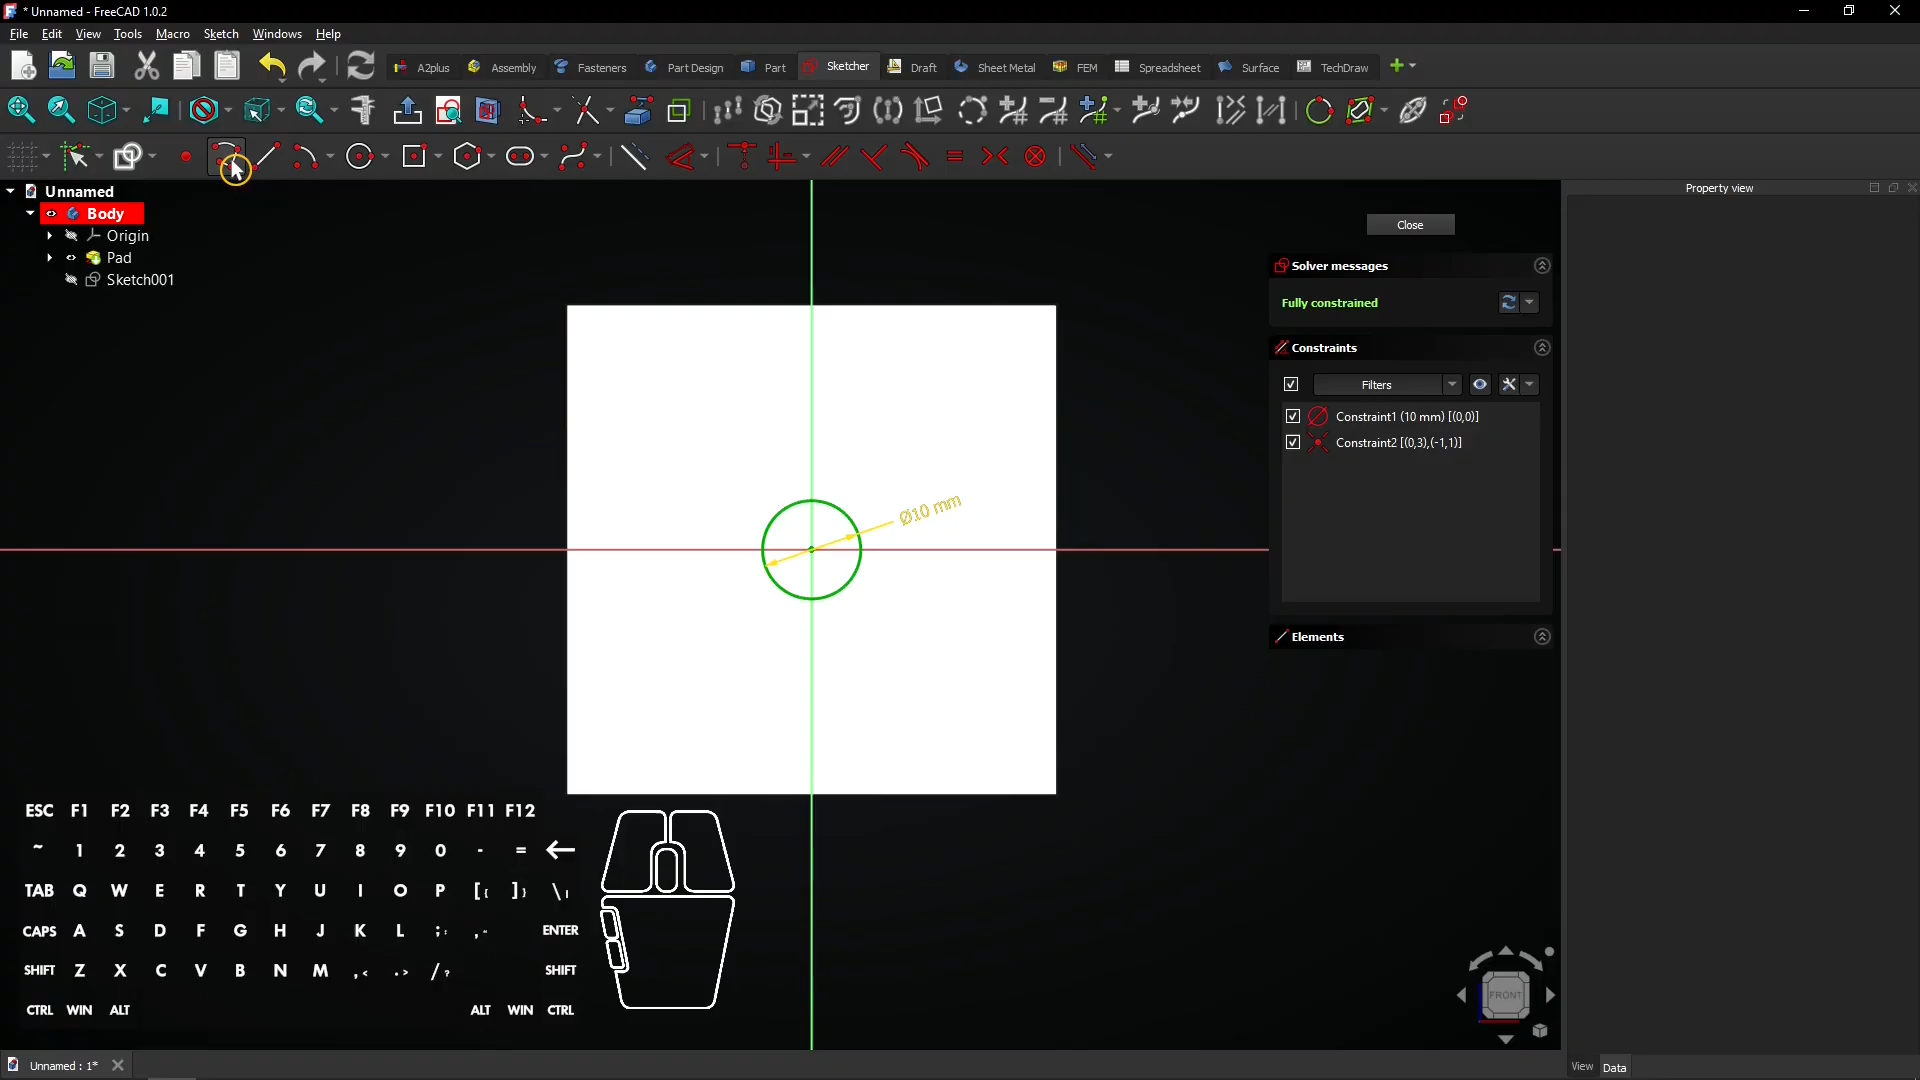 * Unnamed - FreeCAD 1.0.2
File Edit View Tools Macro Sketch Windows Help
A2plus Assembly Fasteners Part Design Part Sketcher Draft Sheet Metal FEM Spreadsheet Surface TechDraw
Unnamed
Body
Origin
Pad
Sketch001
Property view
Close
Solver messages
Fully constrained
Constraints
Filters
Constraint1 (10 mm) [(0,0)]
Constraint2 [(0,3),(-1,1)]
Elements
Ø10 mm
ESC F1 F2 F3 F4 F5 F6 F7 F8 F9 F10 F11 F12
~ 1 2 3 4 5 6 7 8 9 0 - =
TAB Q W E R T Y U I O P [{ ]} \|
CAPS A S D F G H J K L ;: ,“ ENTER
SHIFT Z X C V B N M ,< .> /? SHIFT
CTRL WIN ALT ALT WIN CTRL
FRONT
Unnamed : 1*
View Data